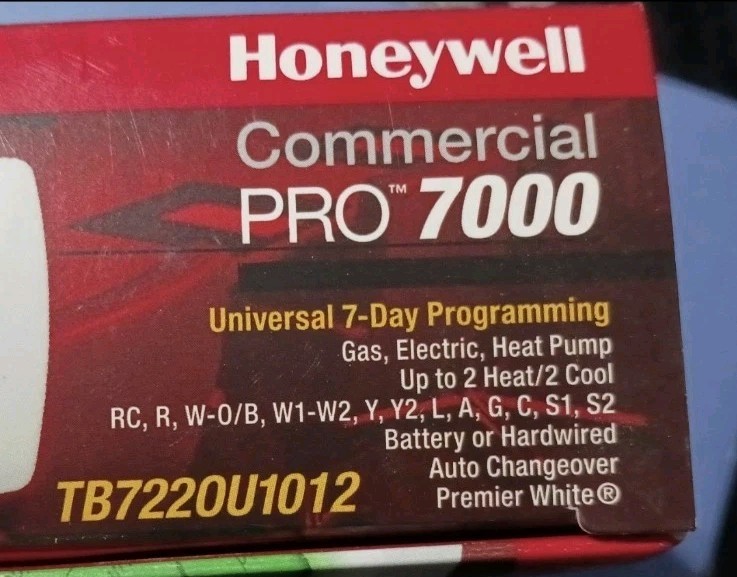 Honeywell
Commercial
PRO™ 7000
Universal 7-Day Programming
Gas, Electric, Heat Pump
Up to 2 Heat/2 Cool
RC, R, W-O/B, W1-W2, Y, Y2, L, A, G, C, S1, S2
Battery or Hardwired
Auto Changeover
TB7220U1012
Premier White®